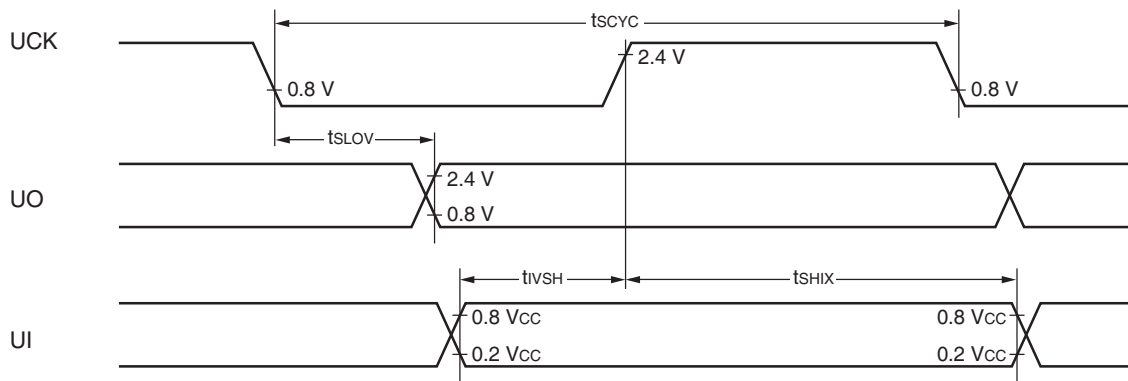 tSCYC
UCK
2.4 V
0.8 V
0.8 V
tSLOV
UO
2.4 V
0.8 V
tIVSH
tSHIX
UI
0.8 VCC
0.8 VCC
0.2 VCC
0.2 VCC